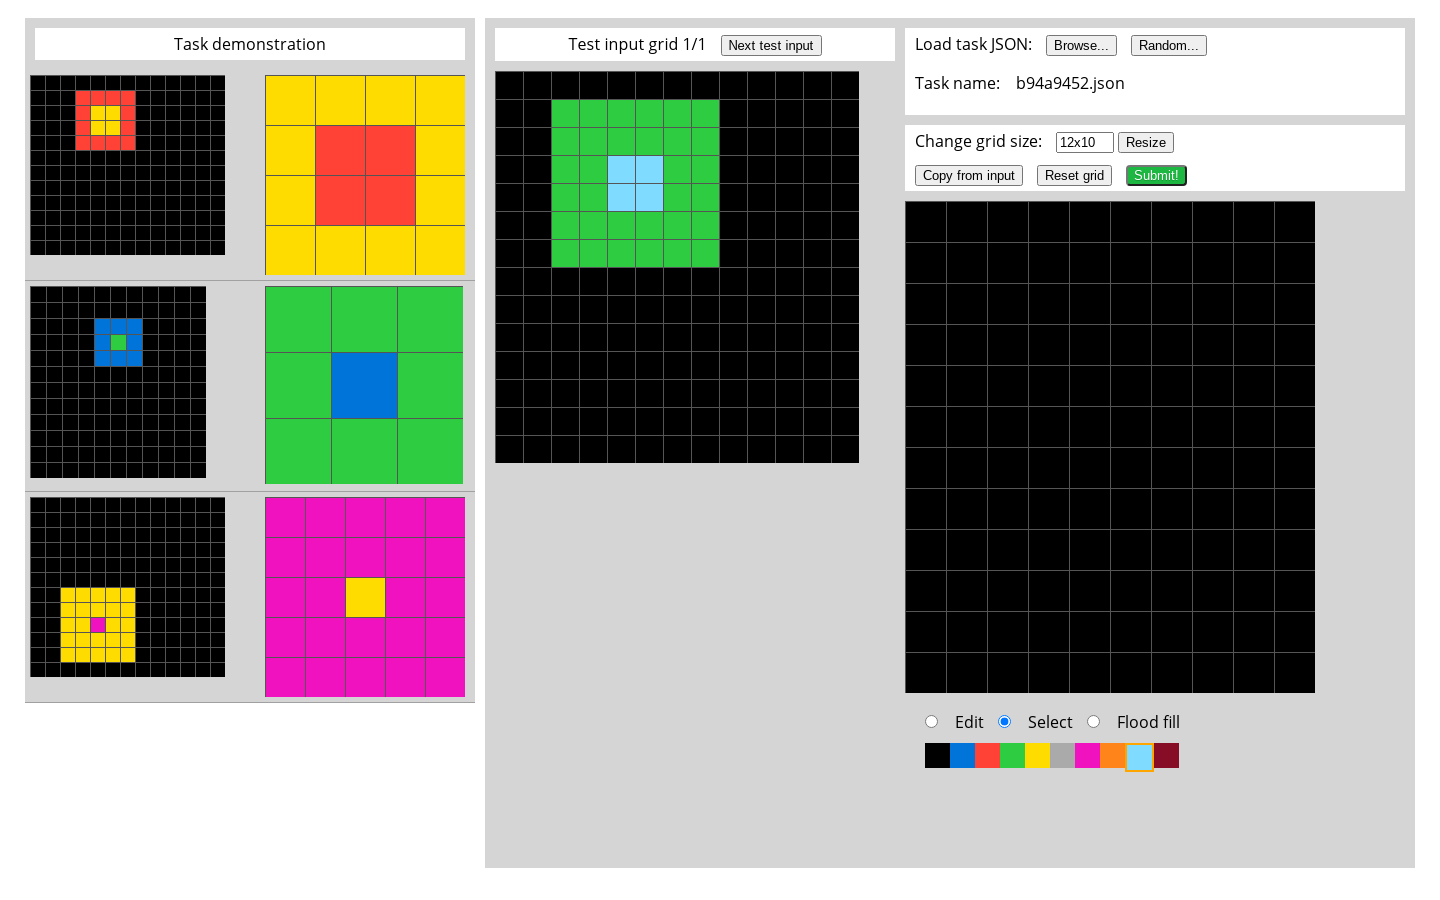 Task demonstration
Test input grid 1/1 Next test input
Load task JSON: Browse... Random...
Task name: b94a9452.json
Change grid size: 12x10 Resize
Copy from input Reset grid Submit!
Edit Select Flood fill